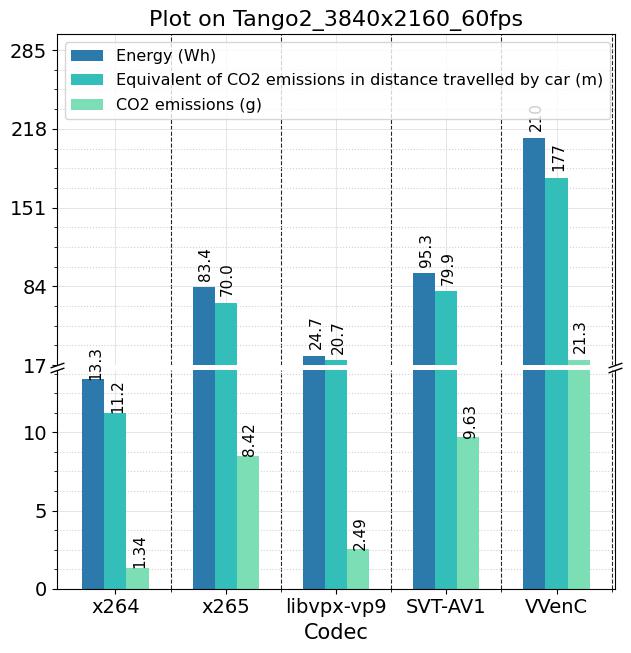 Plot on Tango2_3840x2160_60fps
Energy (Wh)
Equivalent of CO2 emissions in distance travelled by car (m)
CO2 emissions (g)
285
218
151
84
17
10
5
0
13.3
11.2
1.34
83.4
70.0
8.42
24.7
20.7
2.49
95.3
79.9
9.63
210
177
21.3
x264
x265
libvpx-vp9
SVT-AV1
VVenC
Codec